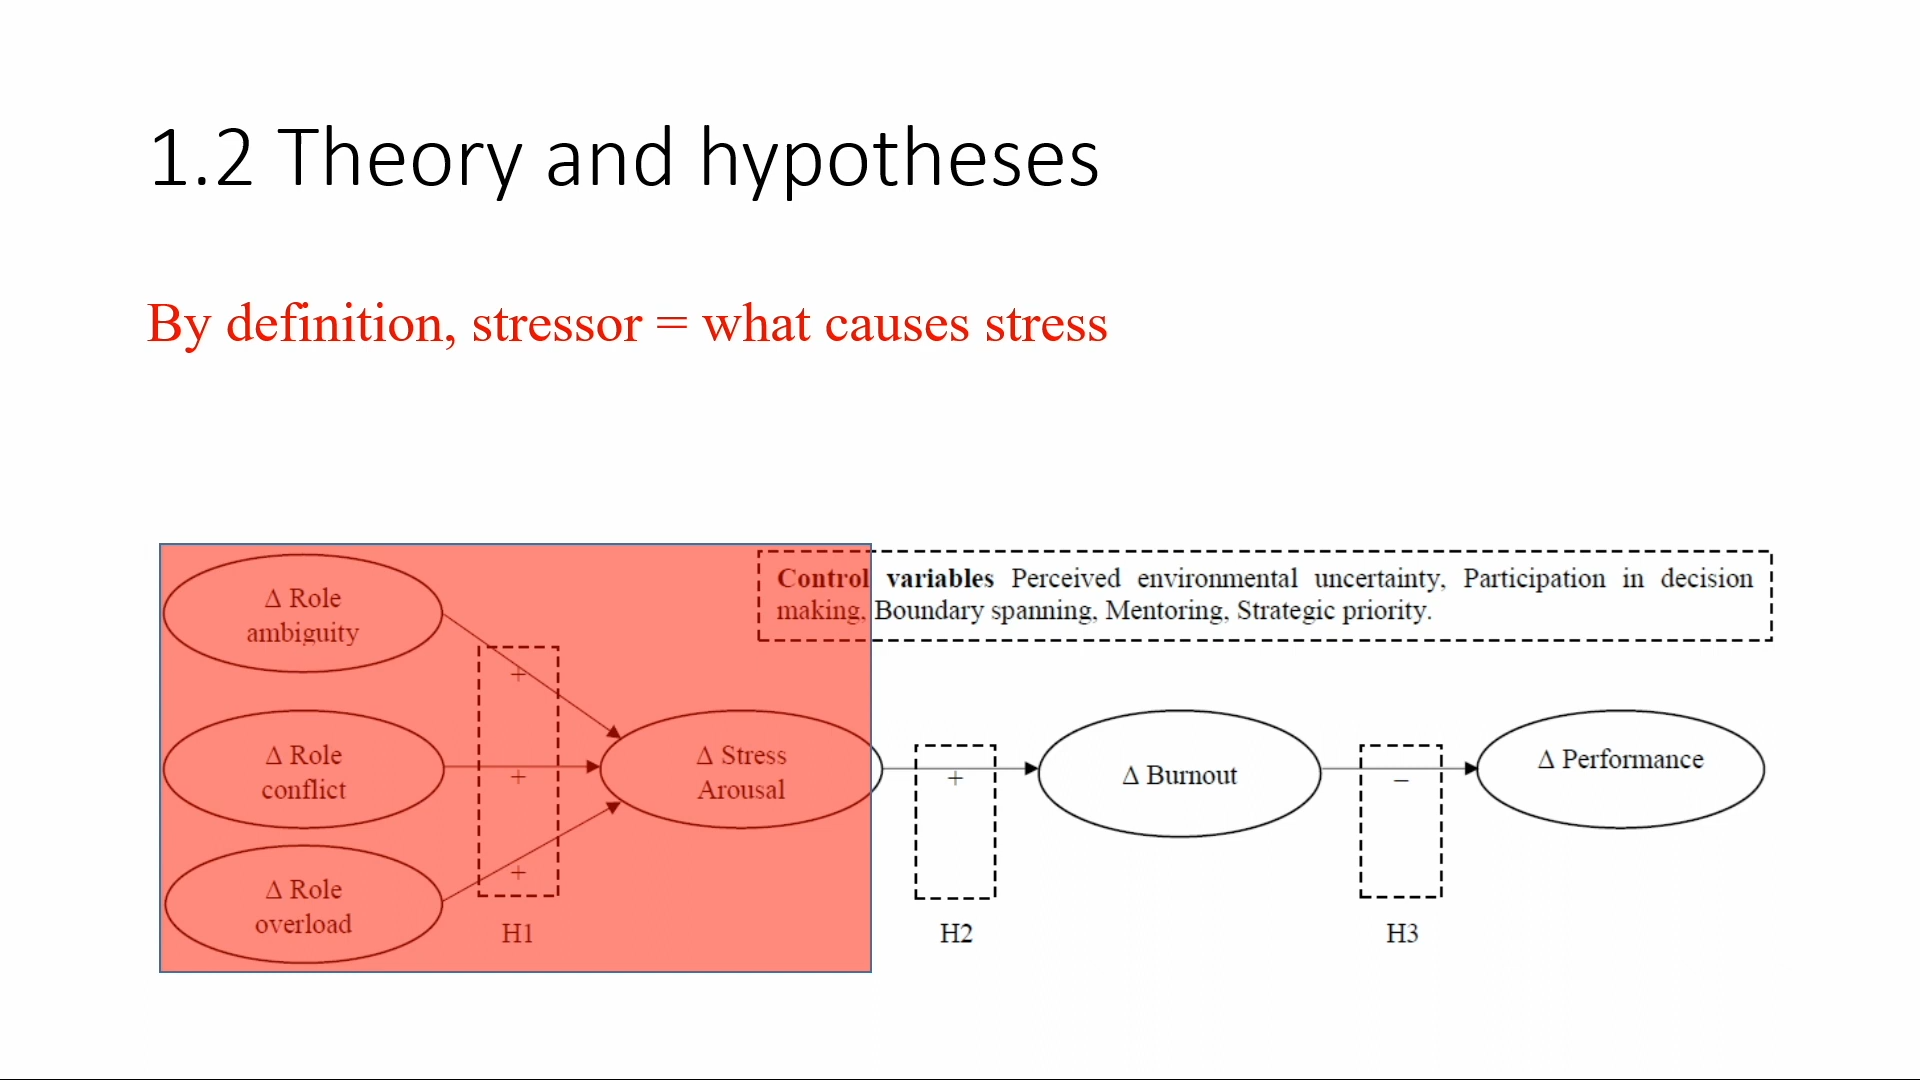 1.2 Theory and hypotheses
By definition, stressor = what causes stress
Control variables Perceived environmental uncertainty, Participation in decision
making, Boundary spanning, Mentoring, Strategic priority.
Δ Role
ambiguity
+
Δ Role
conflict
+
Δ Stress
Arousal
+
Δ Burnout
–
Δ Performance
Δ Role
overload
+
H1
H2
H3